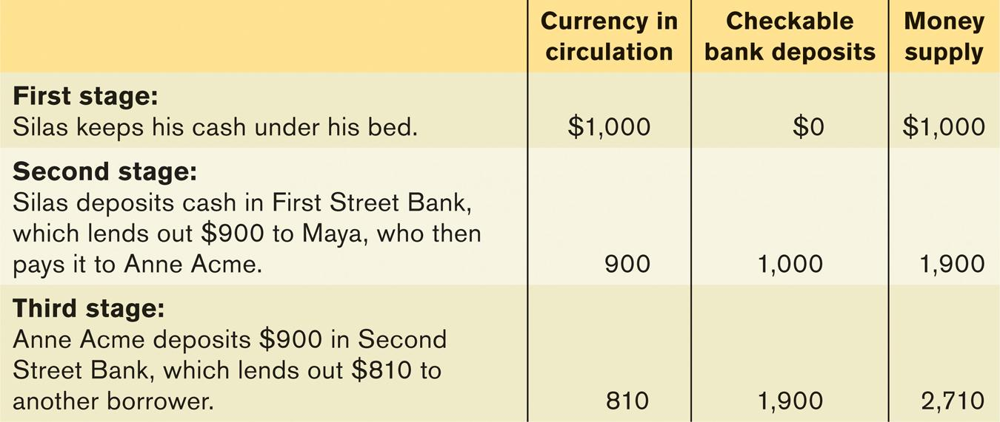 Currency in circulation
Checkable bank deposits
Money supply
First stage:
Silas keeps his cash under his bed.
$1,000
$0
$1,000
Second stage:
Silas deposits cash in First Street Bank,
which lends out $900 to Maya, who then
pays it to Anne Acme.
900
1,000
1,900
Third stage:
Anne Acme deposits $900 in Second
Street Bank, which lends out $810 to
another borrower.
810
1,900
2,710